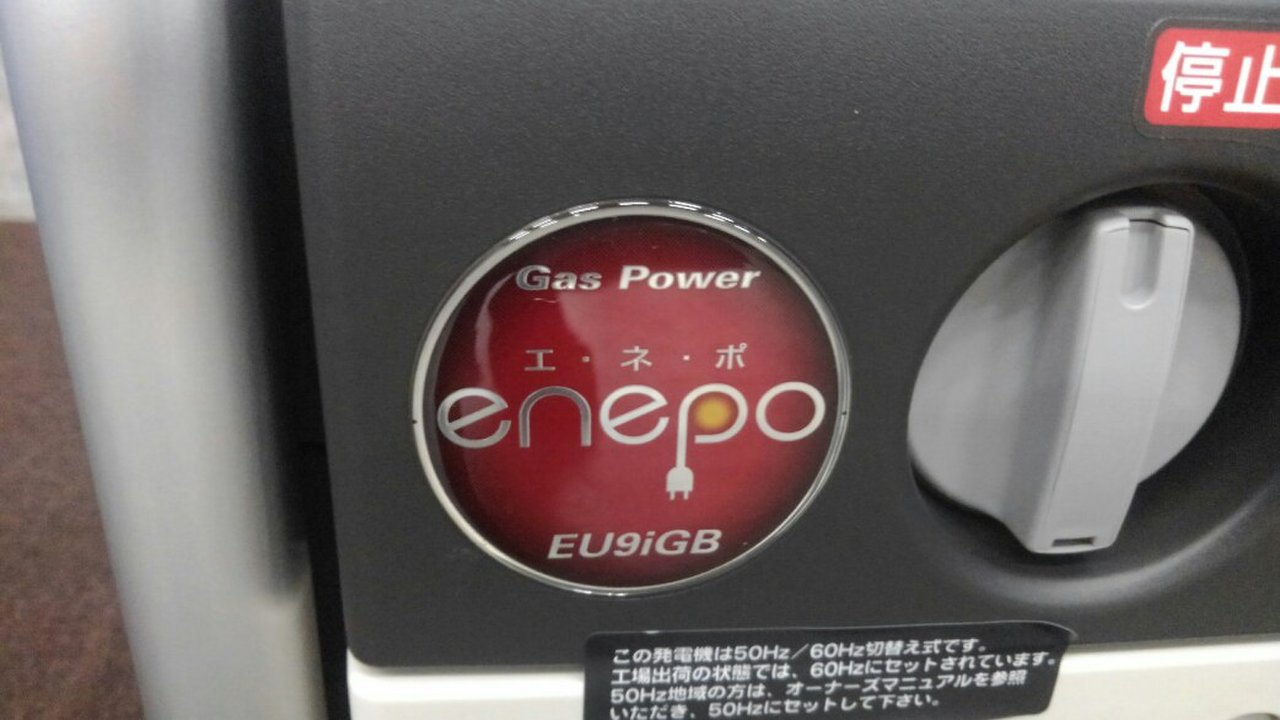 停止
Gas Power
エ・ネ・ポ
enepo
EU9iGB
この発電機は50Hz／60Hz切替え式です。
工場出荷の状態では、60Hzにセットされています。
50Hz地域の方は、オーナーズマニュアルを参照
いただき、50Hzにセットして下さい。